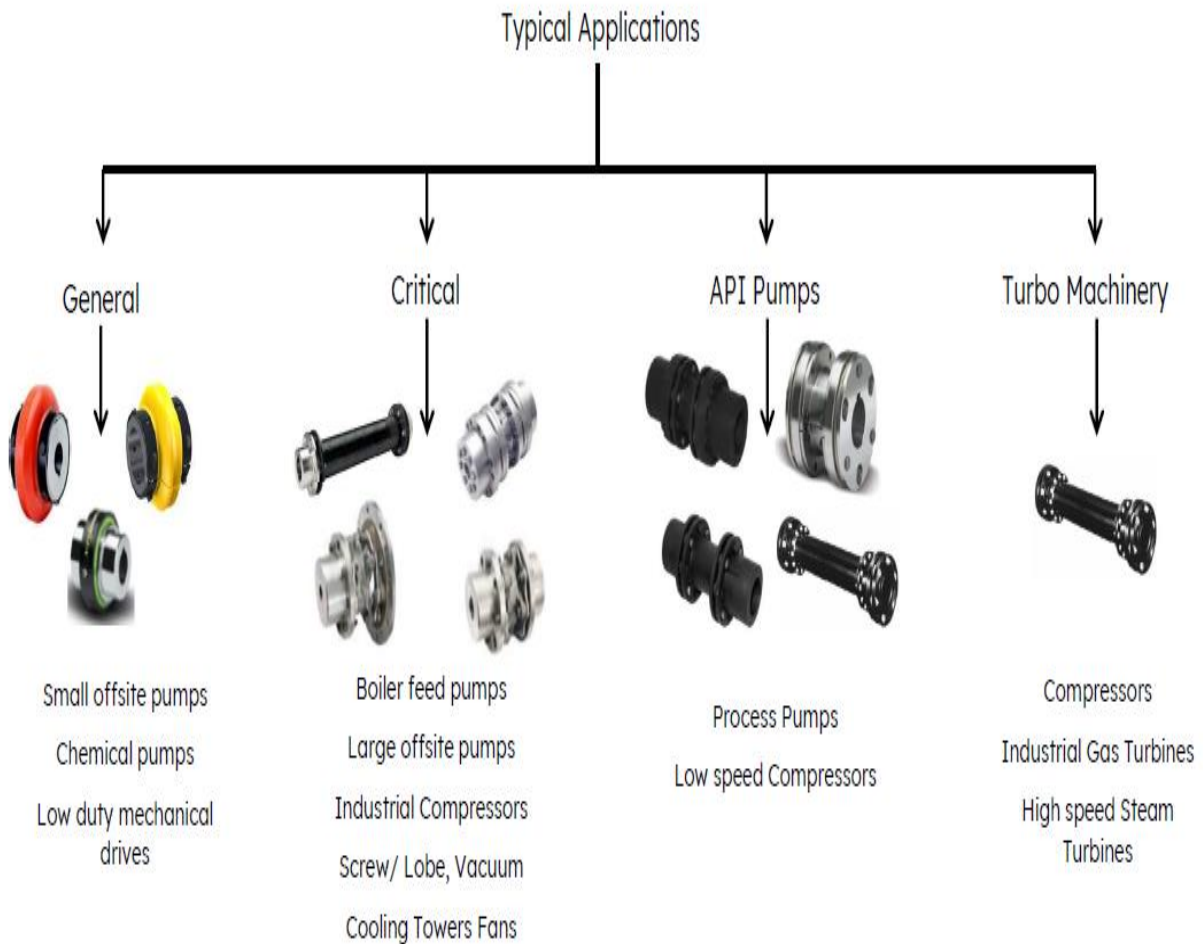 Typical Applications
General
Critical
API Pumps
Turbo Machinery
Small offsite pumps
Chemical pumps
Low duty mechanical
drives
Boiler feed pumps
Large offsite pumps
Industrial Compressors
Screw/ Lobe, Vacuum
Cooling Towers Fans
Process Pumps
Low speed Compressors
Compressors
Industrial Gas Turbines
High speed Steam
Turbines